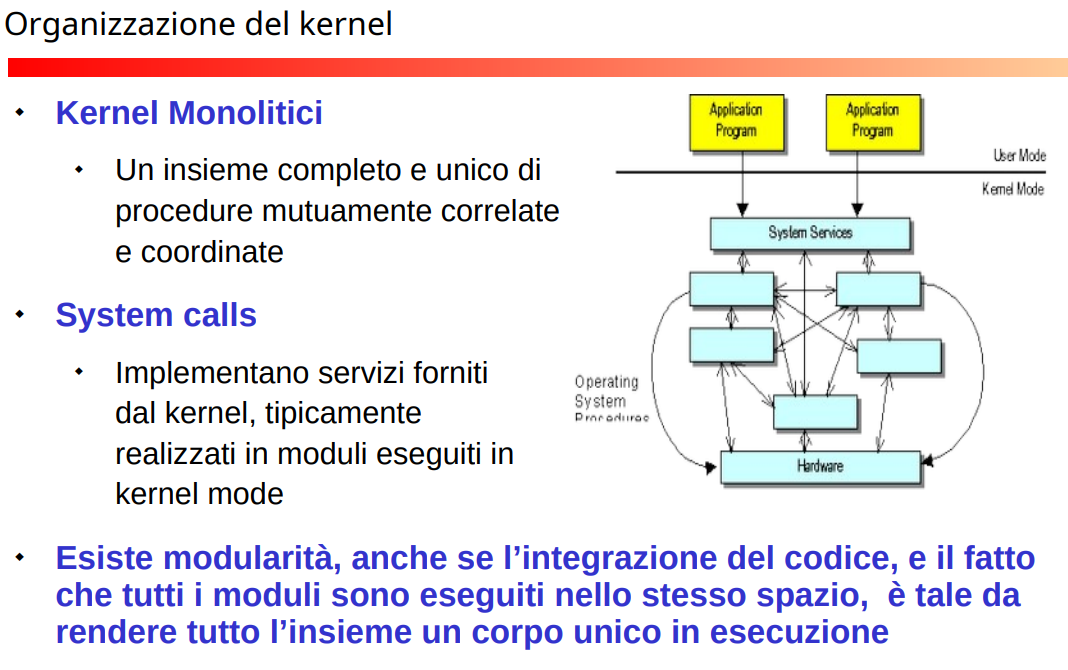 Organizzazione del kernel
Kernel Monolitici
Un insieme completo e unico di
procedure mutuamente correlate
e coordinate
System calls
Implementano servizi forniti
dal kernel, tipicamente
realizzati in moduli eseguiti in
kernel mode
Application
Program
Application
Program
User Mode
Kernel Mode
System Services
Operating
System
Procedures
Hardware
Esiste modularità, anche se l’integrazione del codice, e il fatto
che tutti i moduli sono eseguiti nello stesso spazio,  è tale da
rendere tutto l’insieme un corpo unico in esecuzione